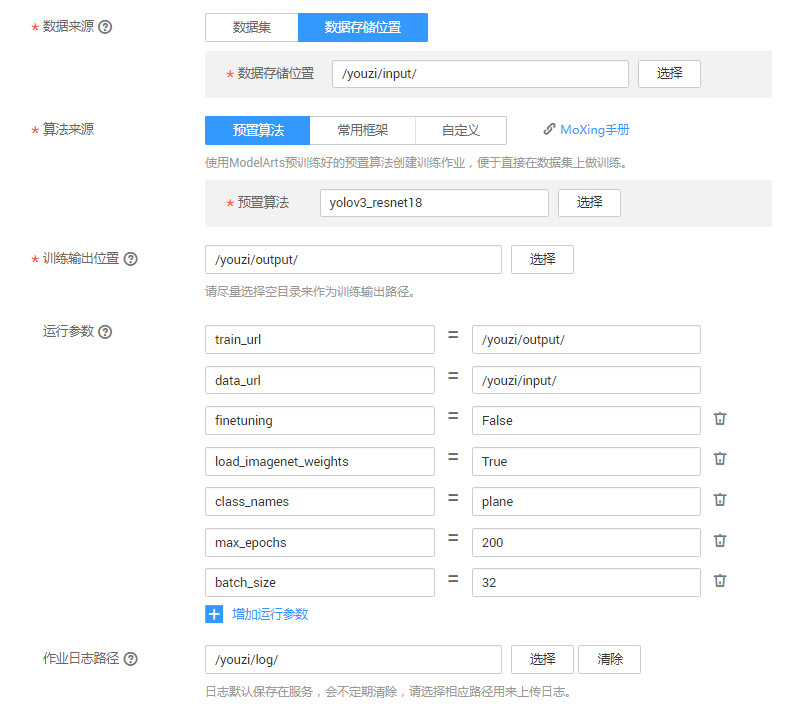 * 数据来源 ? 数据集 数据存储位置
* 数据存储位置 /youzi/input/ 选择
* 算法来源 预置算法 常用框架 自定义 MoXing手册
使用ModelArts预训练好的预置算法创建训练作业，便于直接在数据集上做训练。
* 预置算法 yolov3_resnet18 选择
* 训练输出位置 ? /youzi/output/ 选择
请尽量选择空目录来作为训练输出路径。
运行参数 ? train_url = /youzi/output/
data_url = /youzi/input/
finetuning = False
load_imagenet_weights = True
class_names = plane
max_epochs = 200
batch_size = 32
+ 增加运行参数
作业日志路径 ? /youzi/log/ 选择 清除
日志默认保存在服务，会不定期清除，请选择相应路径用来上传日志。